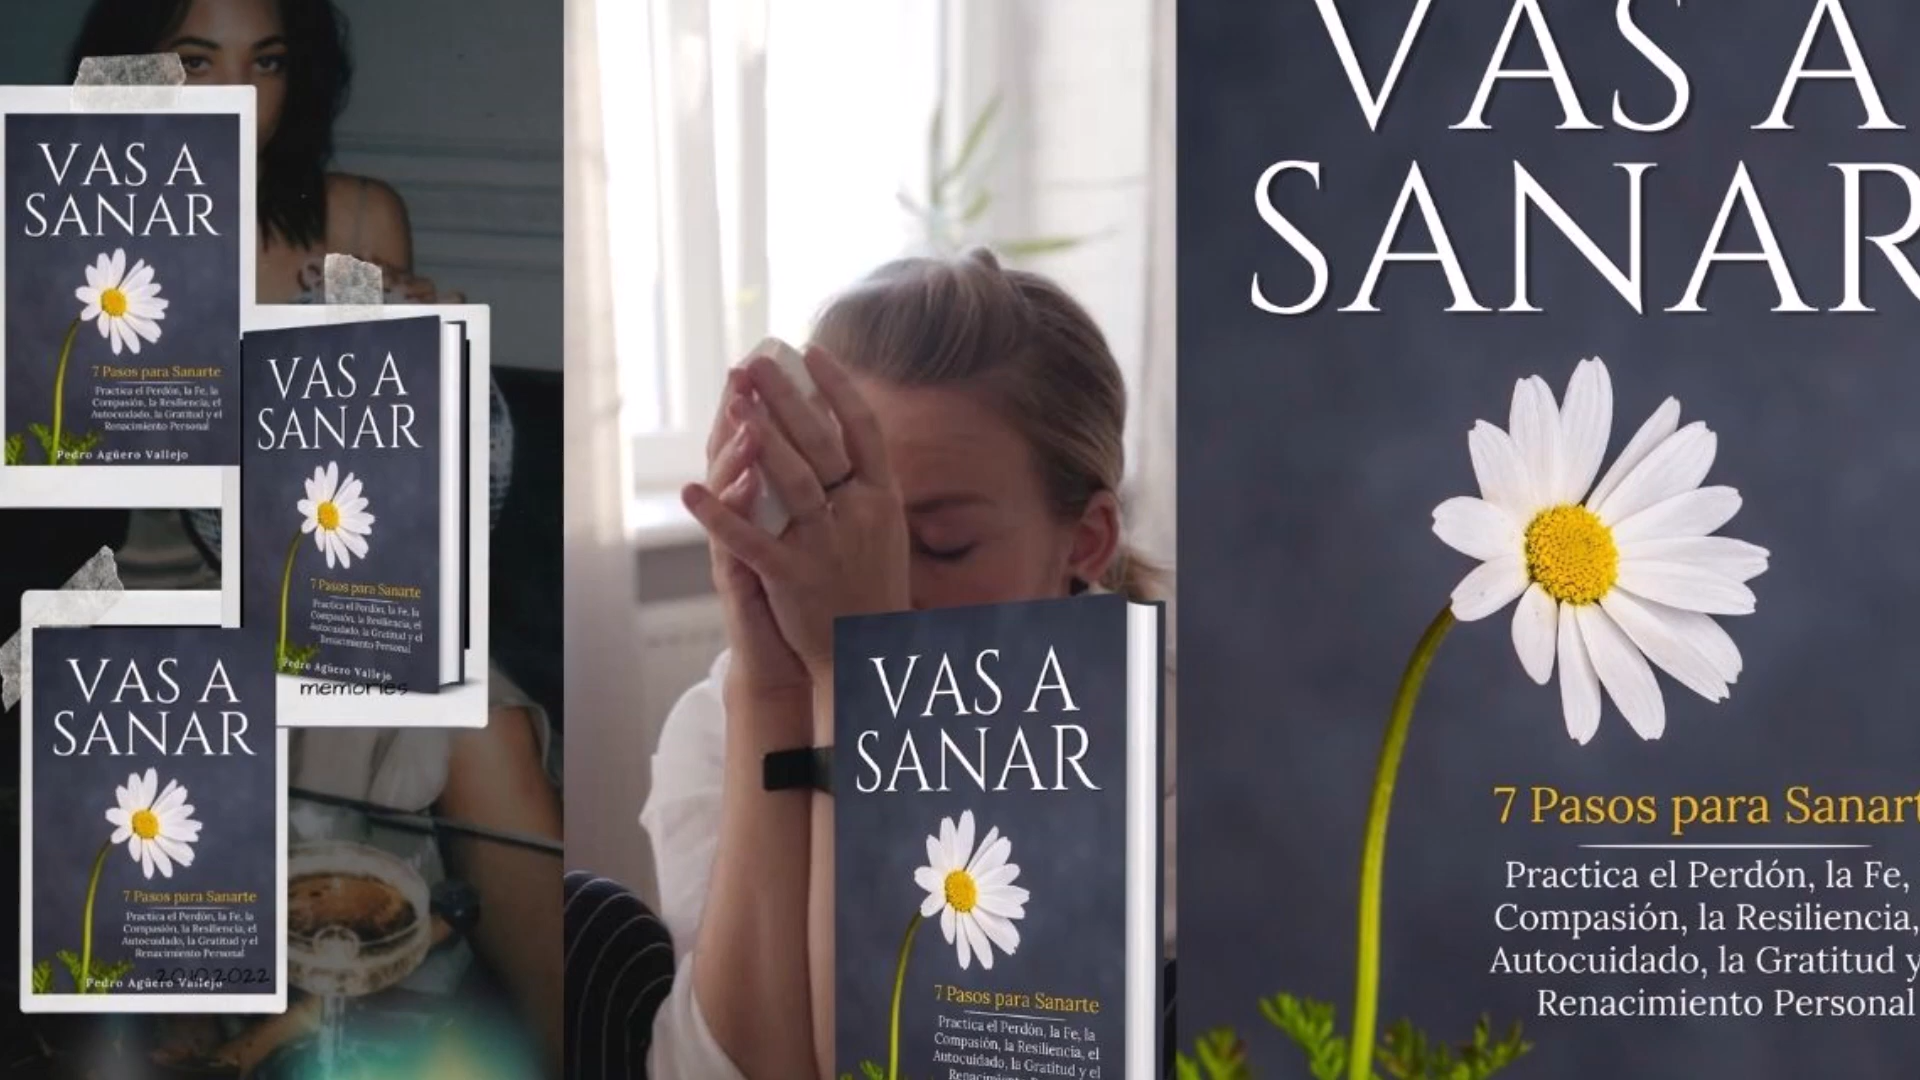 VAS A
SANAR
7 Pasos para Sanarte
Practica el Perdón, la Fe, la
Compasión, la Resiliencia, el
Autocuidado, la Gratitud y el
Renacimiento Personal
Pedro Agüero Vallejo
VAS A
SANAR
7 Pasos para Sanarte
Practica el Perdón, la Fe, la
Compasión, la Resiliencia, el
Autocuidado, la Gratitud y el
Renacimiento Personal
Pedro Agüero Vallejo
memories
VAS A
SANAR
7 Pasos para Sanarte
Practica el Perdón, la Fe, la
Compasión, la Resiliencia, el
Autocuidado, la Gratitud y el
Renacimiento Personal
Pedro Agüero Vallejo
20.10.2022
VAS A
SANAR
7 Pasos para Sanarte
Practica el Perdón, la Fe, la
Compasión, la Resiliencia, el
Autocuidado, la Gratitud y el
VAS A
SANAR
7 Pasos para Sanart
Practica el Perdón, la Fe,
Compasión, la Resiliencia,
Autocuidado, la Gratitud y
Renacimiento Personal